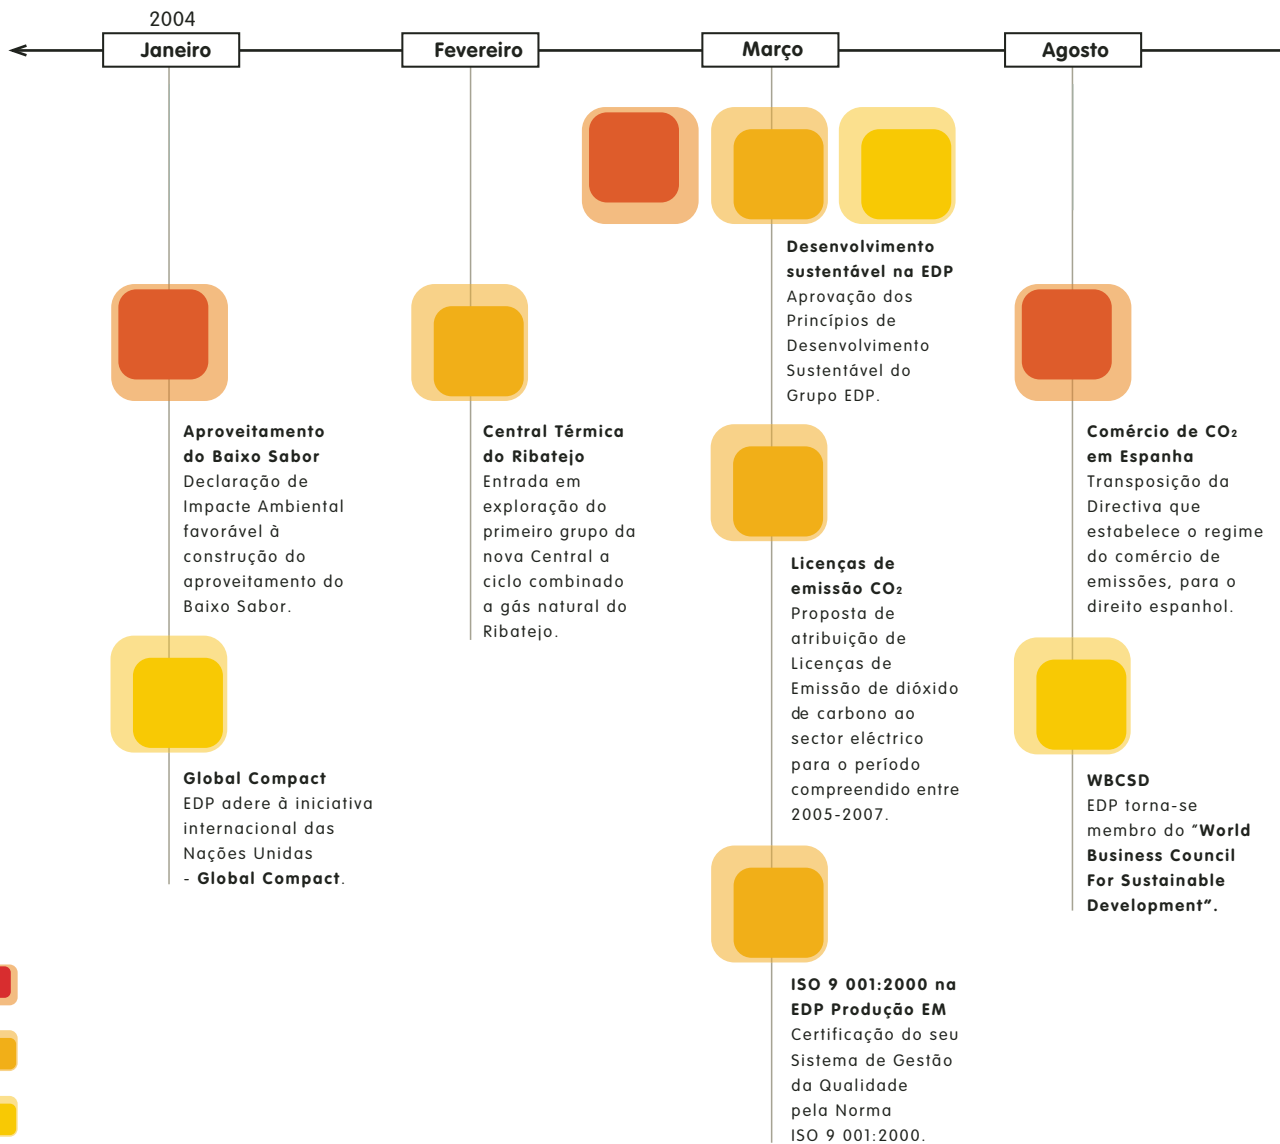 2004
Janeiro
Fevereiro
Março
Agosto
Aproveitamento
do Baixo Sabor
Declaração de
Impacte Ambiental
favorável à
construção do
aproveitamento do
Baixo Sabor.
Global Compact
EDP adere à iniciativa
internacional das
Nações Unidas
- Global Compact.
Central Térmica
do Ribatejo
Entrada em
exploração do
primeiro grupo da
nova Central a
ciclo combinado
a gás natural do
Ribatejo.
Desenvolvimento
sustentável na EDP
Aprovação dos
Princípios de
Desenvolvimento
Sustentável do
Grupo EDP.
Licenças de
emissão CO₂
Proposta de
atribuição de
Licenças de
Emissão de dióxido
de carbono ao
sector eléctrico
para o período
compreendido entre
2005-2007.
ISO 9 001:2000 na
EDP Produção EM
Certificação do seu
Sistema de Gestão
da Qualidade
pela Norma
ISO 9 001:2000.
Comércio de CO₂
em Espanha
Transposição da
Directiva que
estabelece o regime
do comércio de
emissões, para o
direito espanhol.
WBCSD
EDP torna-se
membro do “World
Business Council
For Sustainable
Development”.